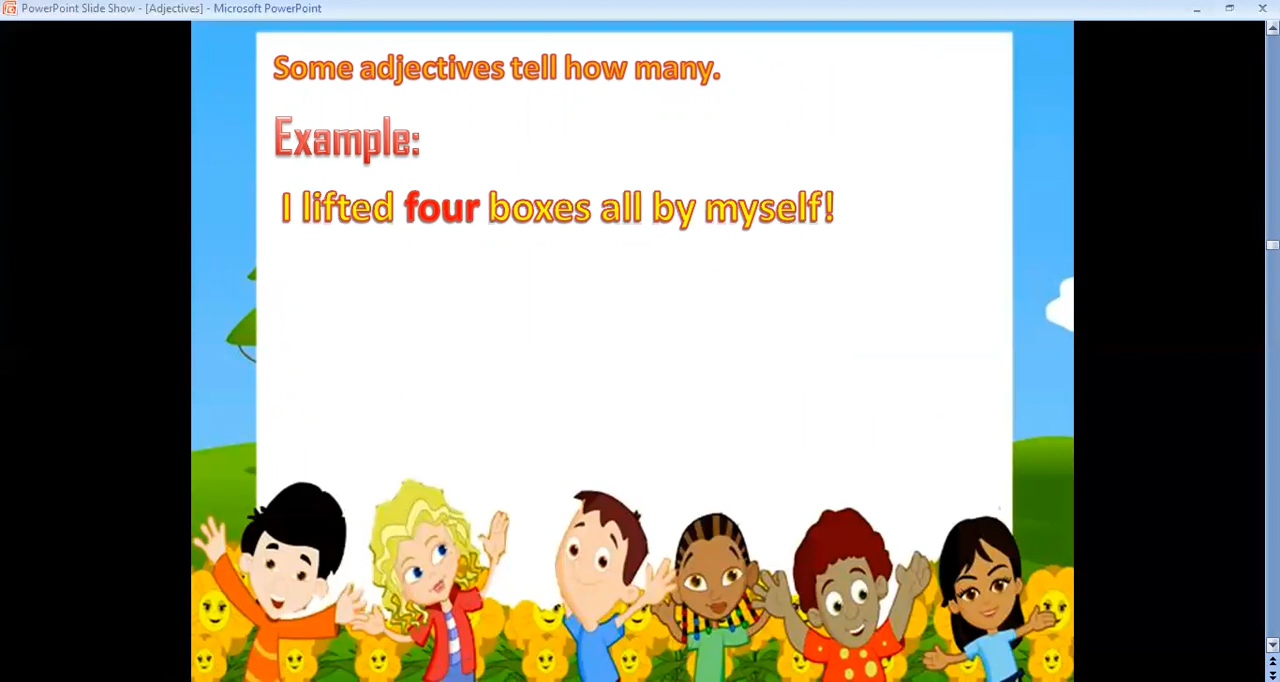 PowerPoint Slide Show - [Adjectives] - Microsoft PowerPoint
Some adjectives tell how many.
Example:
I lifted four boxes all by myself!